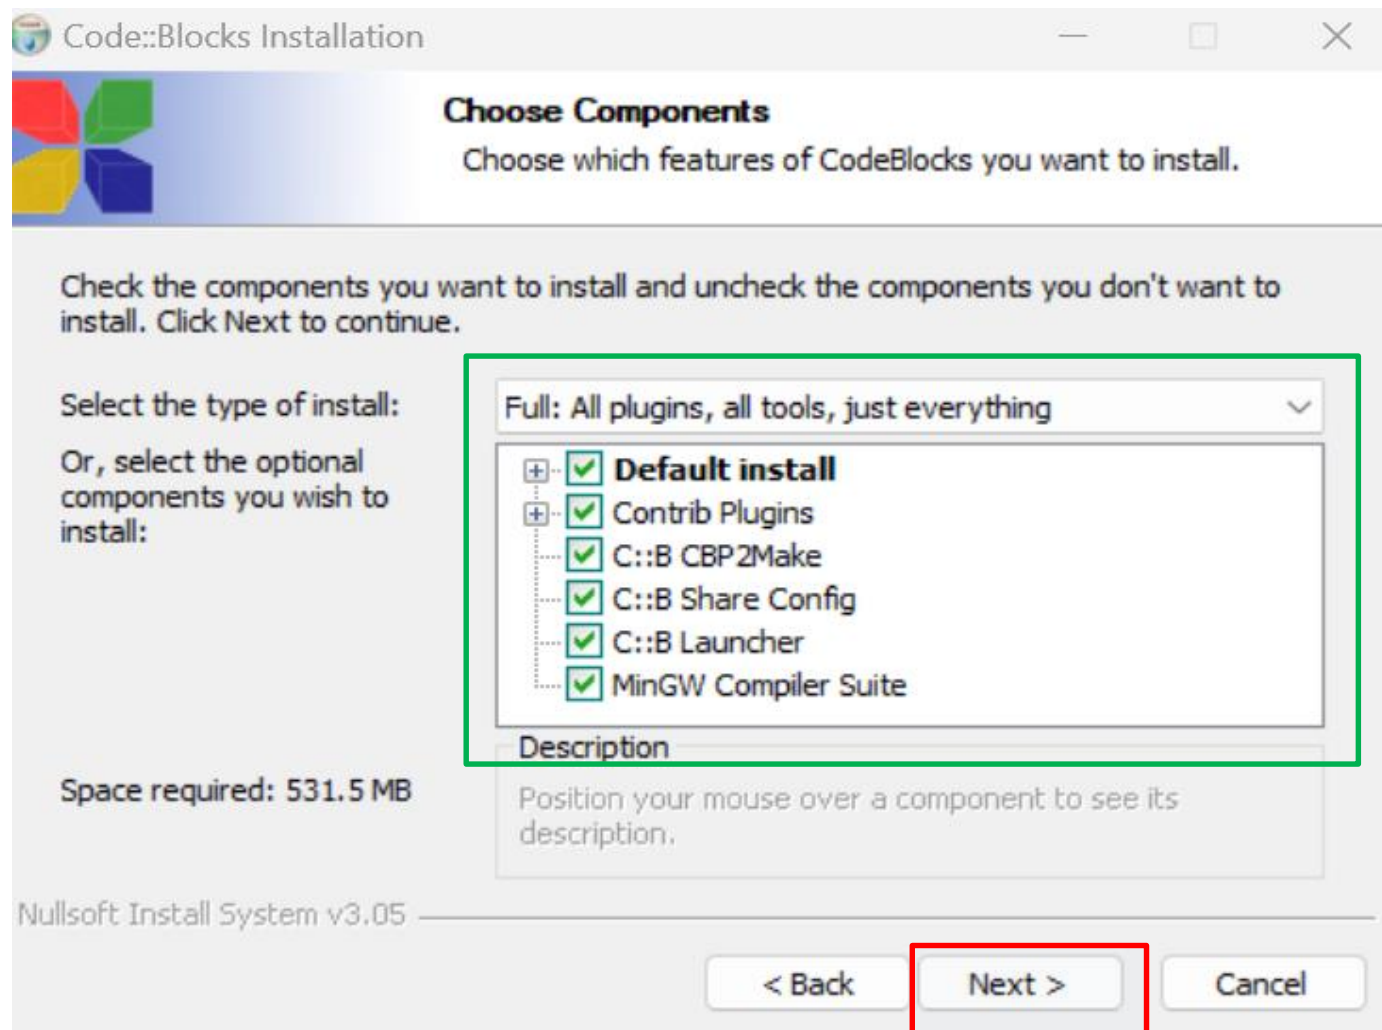 Code::Blocks Installation
Choose Components
Choose which features of CodeBlocks you want to install.
Check the components you want to install and uncheck the components you don't want to
install. Click Next to continue.
Select the type of install:
Full: All plugins, all tools, just everything
Or, select the optional
components you wish to
install:
Default install
Contrib Plugins
C::B CBP2Make
C::B Share Config
C::B Launcher
MinGW Compiler Suite
Space required: 531.5 MB
Description
Position your mouse over a component to see its
description.
Nullsoft Install System v3.05
< Back
Next >
Cancel